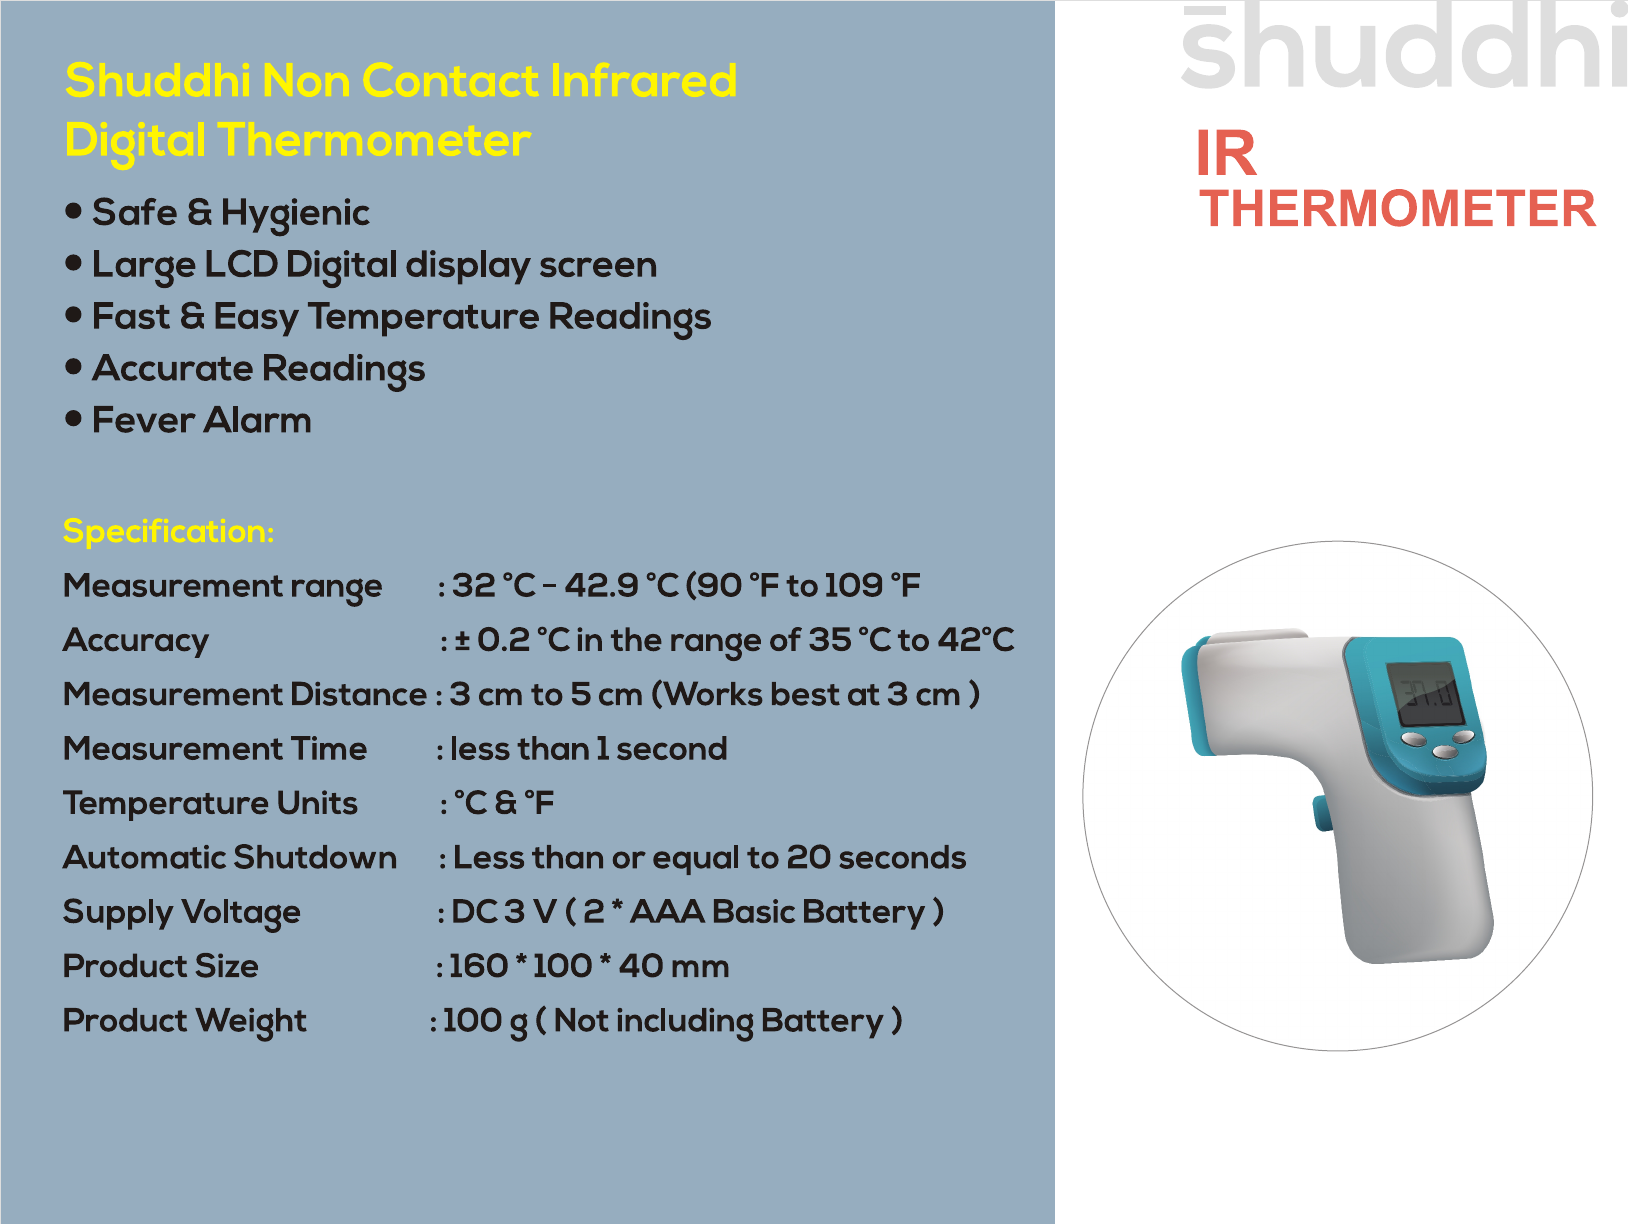 Shuddhi Non Contact Infrared
Digital Thermometer
• Safe & Hygienic
• Large LCD Digital display screen
• Fast & Easy Temperature Readings
• Accurate Readings
• Fever Alarm
Specification:
Measurement range : 32 °C - 42.9 °C (90 °F to 109 °F
Accuracy : ± 0.2 °C in the range of 35 °C to 42°C
Measurement Distance : 3 cm to 5 cm (Works best at 3 cm )
Measurement Time : less than 1 second
Temperature Units : °C & °F
Automatic Shutdown : Less than or equal to 20 seconds
Supply Voltage : DC 3 V ( 2 * AAA Basic Battery )
Product Size : 160 * 100 * 40 mm
Product Weight : 100 g ( Not including Battery )
shuddhi
IR
THERMOMETER
37.0